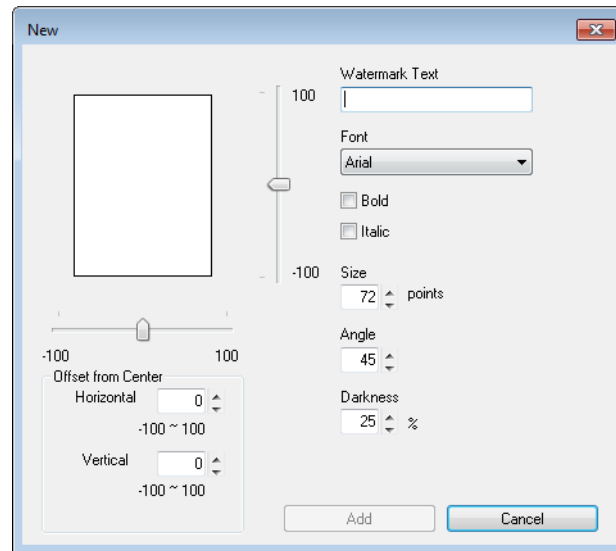 New
Watermark Text
100
Font
Arial
Bold
Italic
-100
Size
72 points
-100 100
Angle
45
Offset from Center
Horizontal 0
-100 ~ 100
Darkness
25 %
Vertical 0
-100 ~ 100
Add Cancel